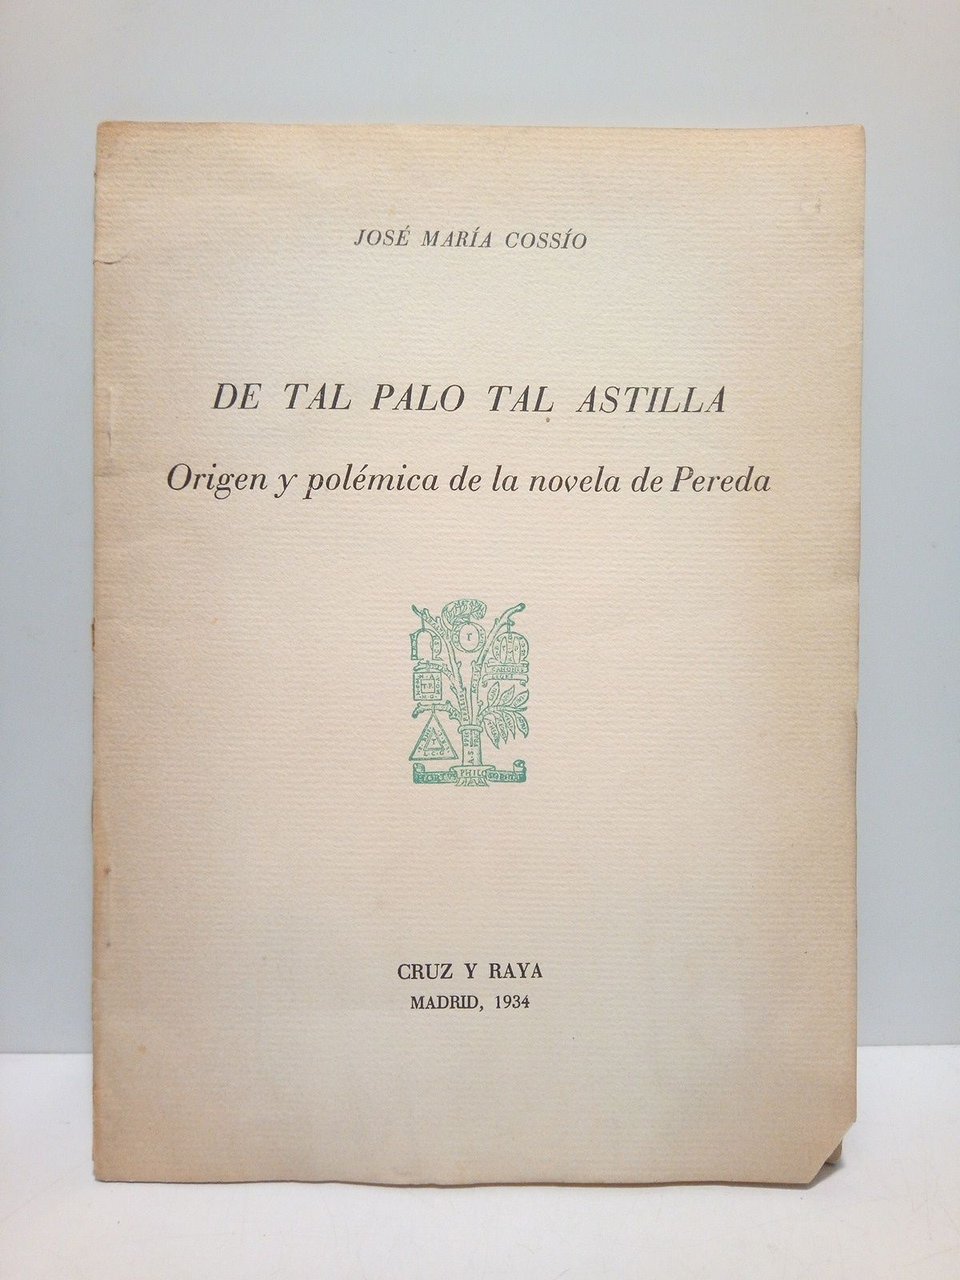 JOSÉ MARÍA COSSÍO
DE TAL PALO TAL ASTILLA
Origen y polémica de la novela de Pereda
CRUZ Y RAYA
MADRID, 1934